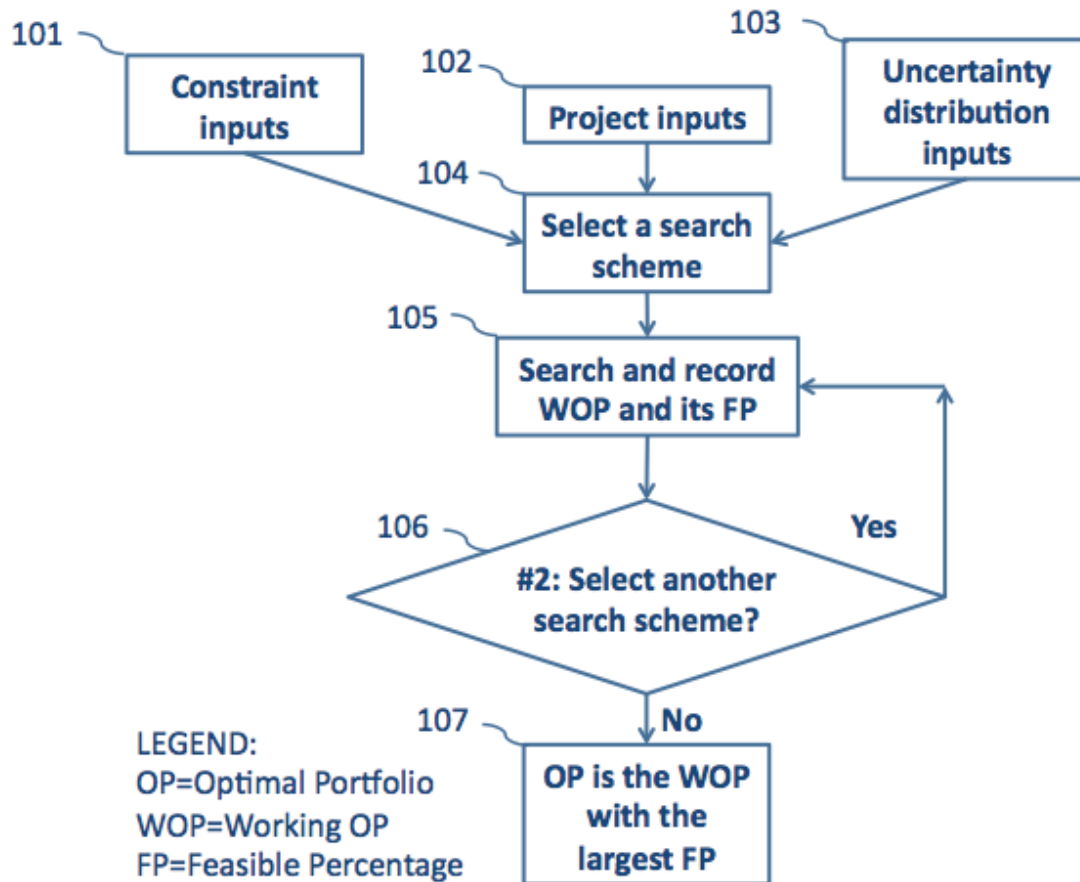 101
Constraint
inputs
102
Project inputs
103
Uncertainty
distribution
inputs
104
Select a search
scheme
105
Search and record
WOP and its FP
106
#2: Select another
search scheme?
Yes
No
107
OP is the WOP
with the
largest FP
LEGEND:
OP=Optimal Portfolio
WOP=Working OP
FP=Feasible Percentage